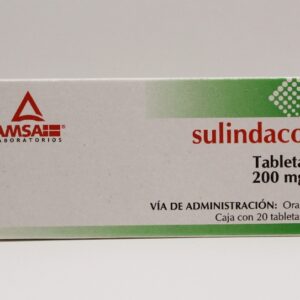 AMSA
LABORATORIOS
sulindaco
Tableta
200 mg
VÍA DE ADMINISTRACIÓN: Ora
Caja con 20 tableta